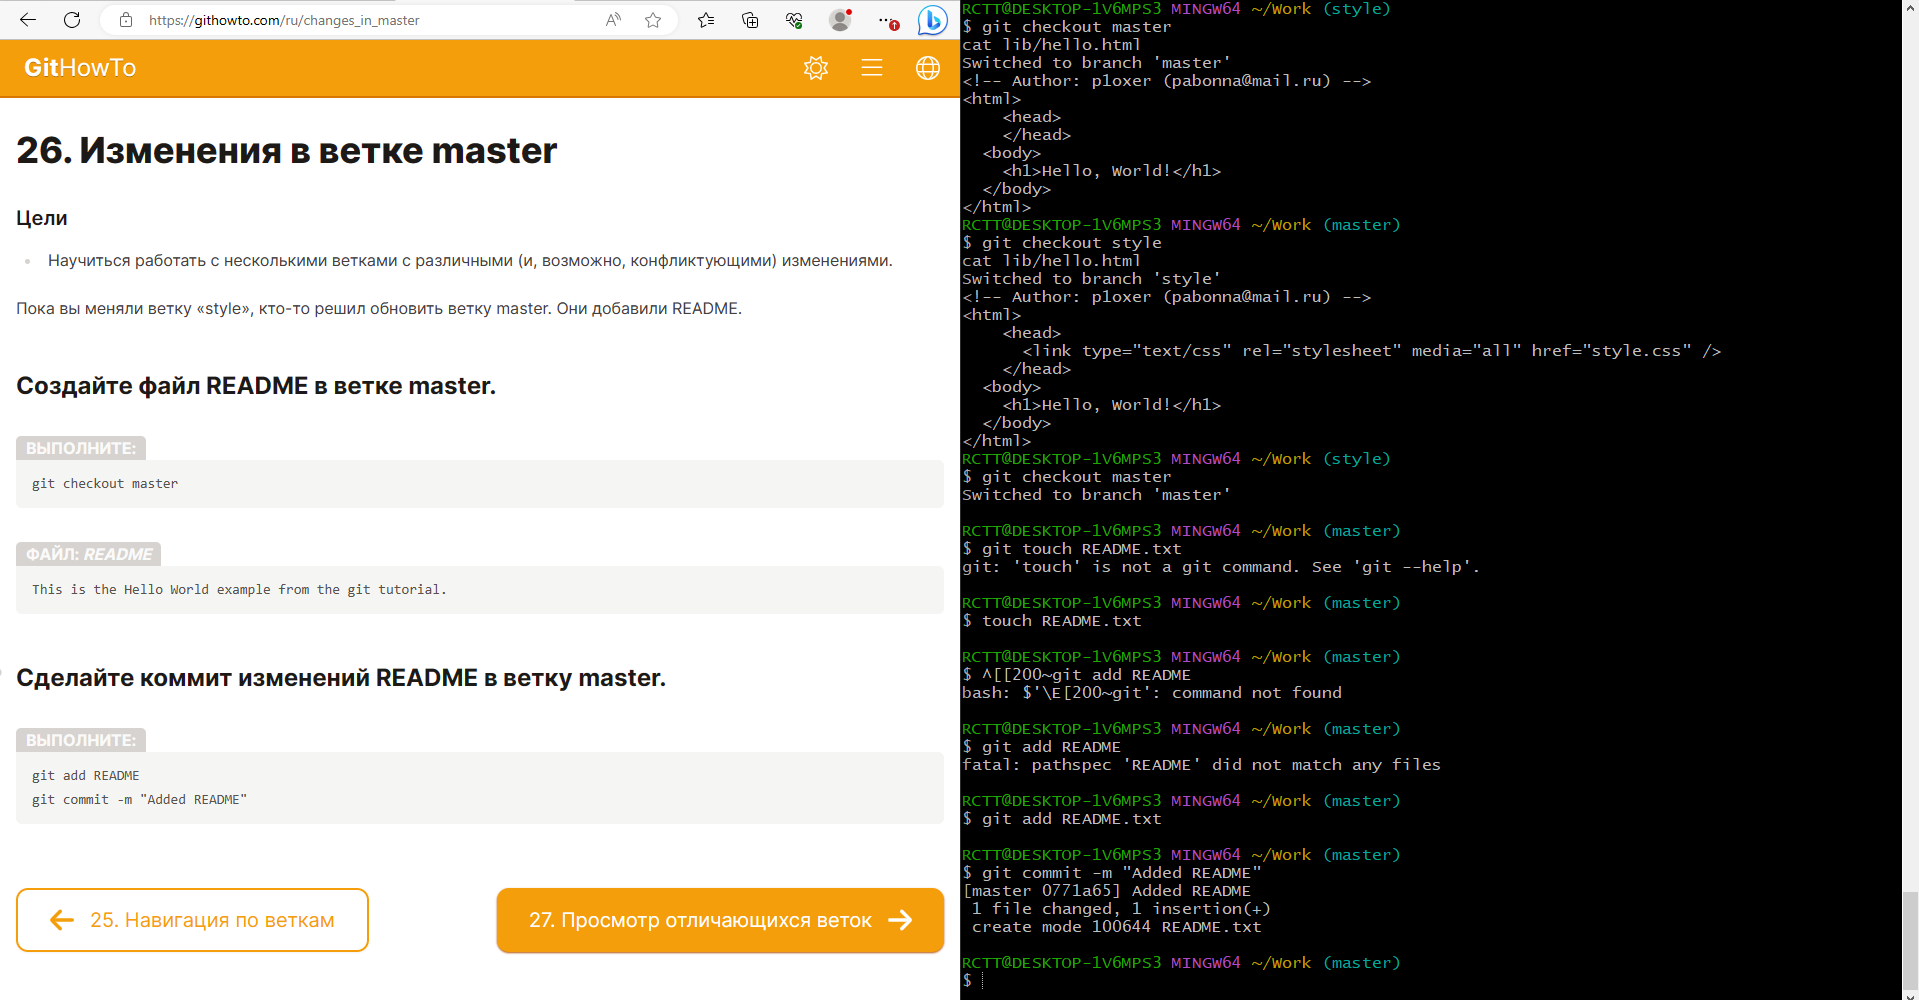 https://githowto.com/ru/changes_in_master
GitHowTo
26. Изменения в ветке master
Цели
Научиться работать с несколькими ветками с различными (и, возможно, конфликтующими) изменениями.
Пока вы меняли ветку «style», кто-то решил обновить ветку master. Они добавили README.
Создайте файл README в ветке master.
ВЫПОЛНИТЕ:
git checkout master
ФАЙЛ: README
This is the Hello World example from the git tutorial.
Сделайте коммит изменений README в ветку master.
ВЫПОЛНИТЕ:
git add README
git commit -m "Added README"
25. Навигация по веткам
27. Просмотр отличающихся веток
RCTT@DESKTOP-1V6MPS3 MINGW64 ~/Work (style)
$ git checkout master
cat lib/hello.html
Switched to branch 'master'
<!-- Author: p1oxer (pabonna@mail.ru) -->
<html>
    <head>
    </head>
  <body>
    <h1>Hello, World!</h1>
  </body>
</html>
RCTT@DESKTOP-1V6MPS3 MINGW64 ~/Work (master)
$ git checkout style
cat lib/hello.html
Switched to branch 'style'
<!-- Author: p1oxer (pabonna@mail.ru) -->
<html>
    <head>
      <link type="text/css" rel="stylesheet" media="all" href="style.css" />
    </head>
  <body>
    <h1>Hello, World!</h1>
  </body>
</html>
RCTT@DESKTOP-1V6MPS3 MINGW64 ~/Work (style)
$ git checkout master
Switched to branch 'master'
RCTT@DESKTOP-1V6MPS3 MINGW64 ~/Work (master)
$ git touch README.txt
git: 'touch' is not a git command. See 'git --help'.
RCTT@DESKTOP-1V6MPS3 MINGW64 ~/Work (master)
$ touch README.txt
RCTT@DESKTOP-1V6MPS3 MINGW64 ~/Work (master)
$ ^[[200~git add README
bash: $'\E[200~git': command not found
RCTT@DESKTOP-1V6MPS3 MINGW64 ~/Work (master)
$ git add README
fatal: pathspec 'README' did not match any files
RCTT@DESKTOP-1V6MPS3 MINGW64 ~/Work (master)
$ git add README.txt
RCTT@DESKTOP-1V6MPS3 MINGW64 ~/Work (master)
$ git commit -m "Added README"
[master 0771a65] Added README
 1 file changed, 1 insertion(+)
 create mode 100644 README.txt
RCTT@DESKTOP-1V6MPS3 MINGW64 ~/Work (master)
$